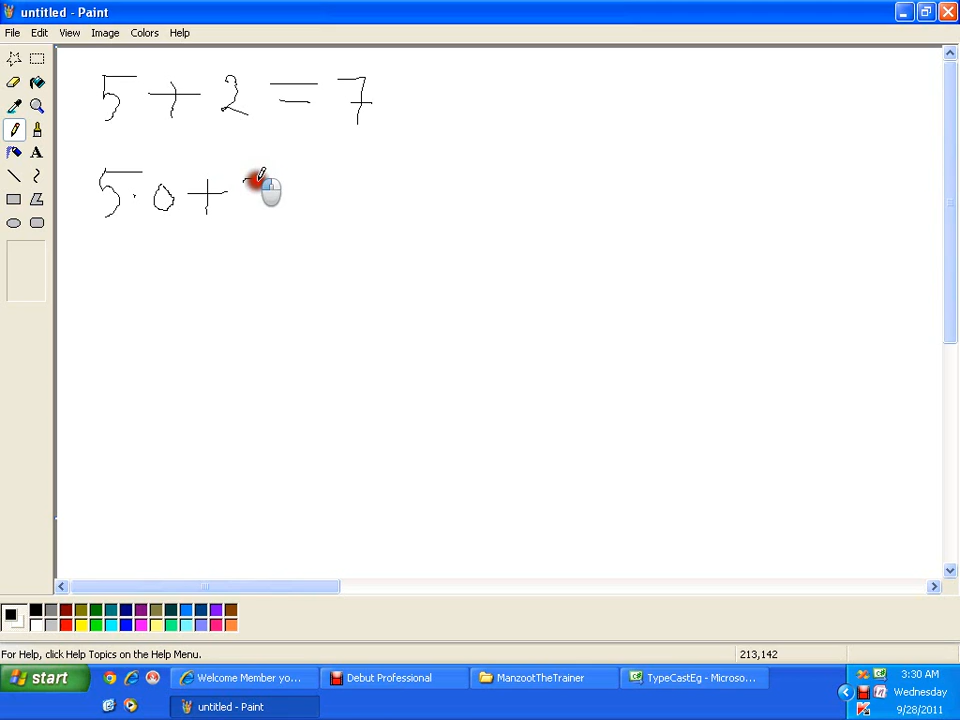 untitled - Paint
File Edit View Image Colors Help
5 + 2 = 7
5.0 +
For Help, click Help Topics on the Help Menu.
213,142
start
Welcome Member yo...
Debut Professional
ManzootTheTrainer
TypeCastEg - Microso...
untitled - Paint
3:30 AM
Wednesday
9/28/2011